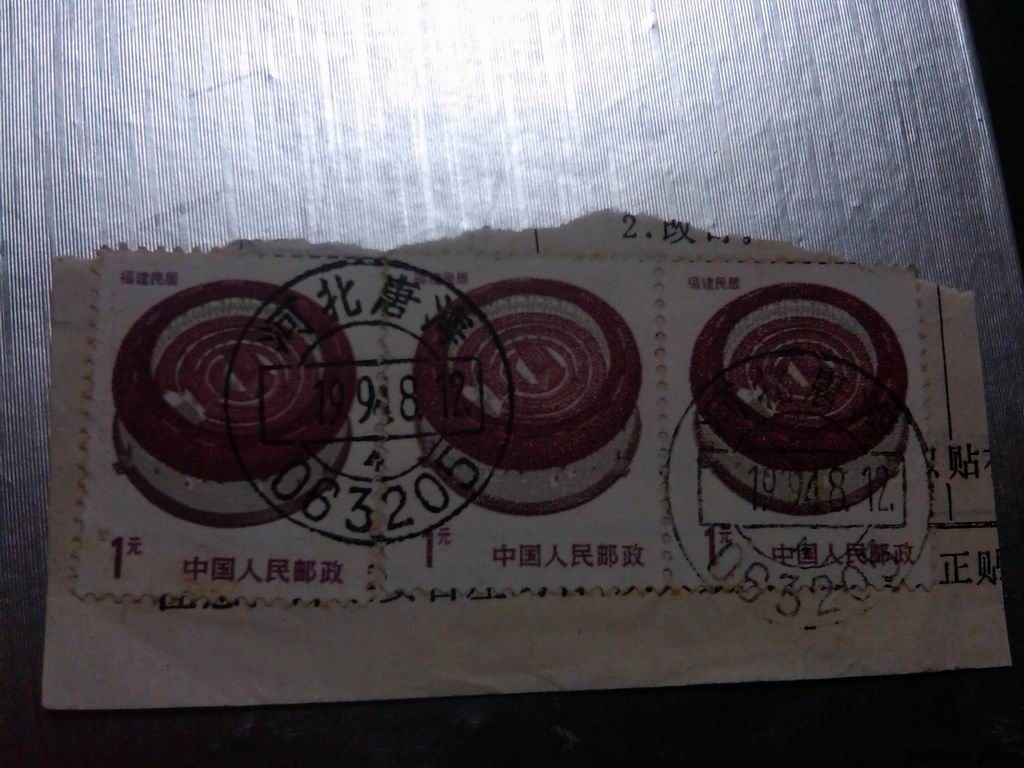 2.改
福建民居
福建民居
福建民居
河北唐
1994.8.12.
063205
1994.8.12.
贴
正贴
1元
中国人民邮政
1元
中国人民邮政
1元
中国人民邮政